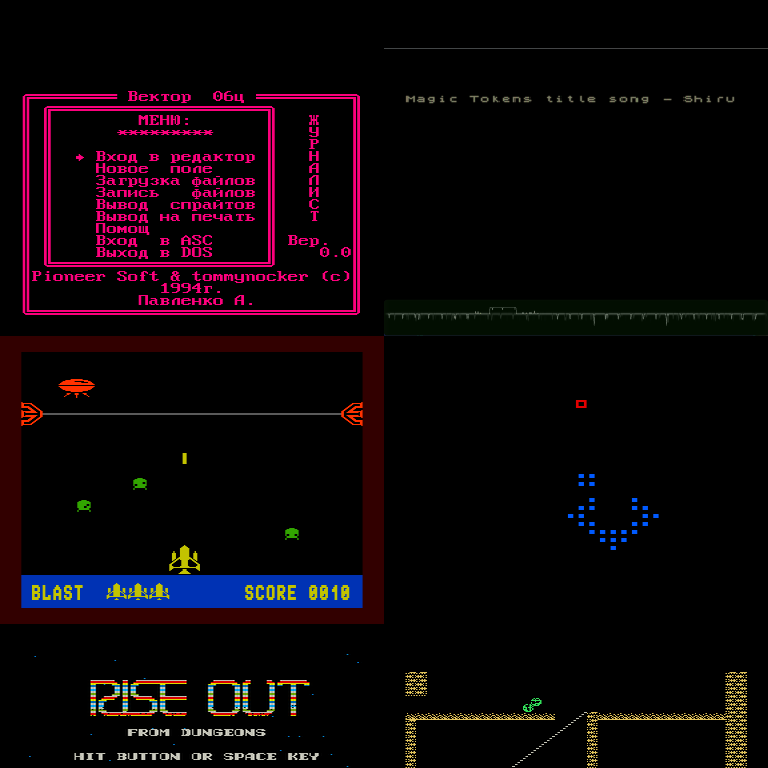 Вектор 06ц
МЕНЮ:
************
Вход в редактор
Новое поле
Загрузка файлов
Запись файлов
Вывод спрайтов
Вывод на печать
Помощ
Вход в ASC
Выход в DOS
ЖУРНАЛИСТ
Вер.
0.0
Pioneer Soft & tommynocker (c)
1994г.
Павленко А.
Magic Tokens title song - Shiru
BLAST
SCORE 0010
RISE OUT
FROM DUNGEONS
HIT BUTTON OR SPACE KEY